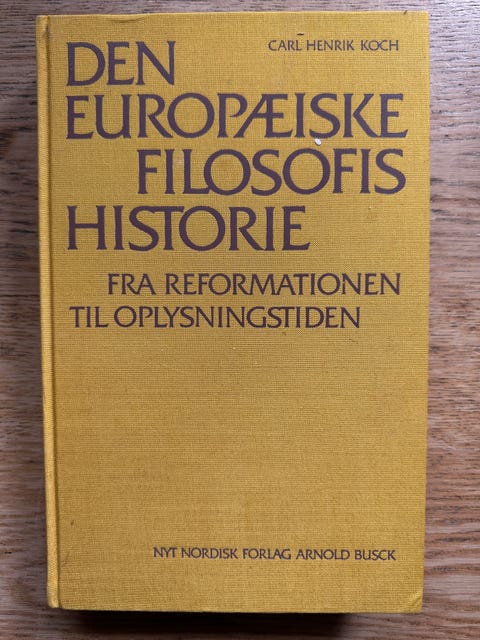 CARL HENRIK KOCH
DEN
EUROPÆISKE
FILOSOFIS
HISTORIE
FRA REFORMATIONEN
TIL OPLYSNINGSTIDEN
NYT NORDISK FORLAG ARNOLD BUSCK